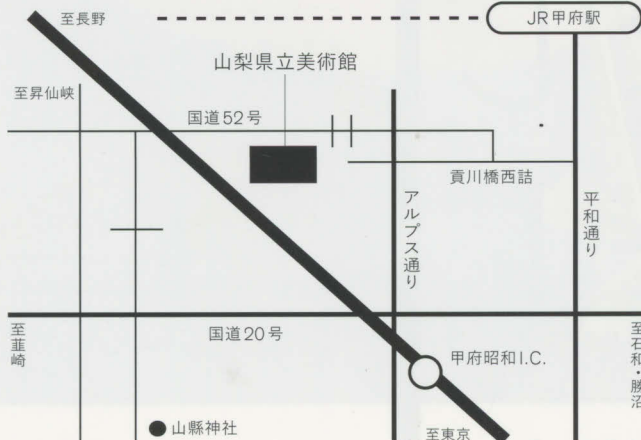 至長野
JR甲府駅
山梨県立美術館
至昇仙峡
国道52号
貢川橋西詰
アルプス通り
平和通り
至韮崎
国道20号
至石和・勝沼
甲府昭和I.C.
山縣神社
至東京